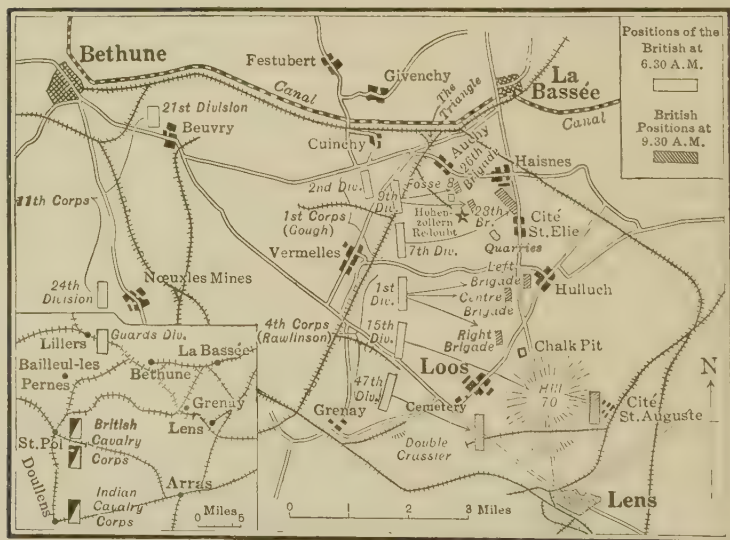 Bethune
Festubert
Givenchy
The Triangle
La
Bassée
Canal
Canal
21st Division
Beuvry
Cuinchy
Auchy
26th
Brigade
Haisnes
11th Corps
2nd Div.
9th
Div.
Fosse 8
Hohen-
zollern
Redoubt
28th
Br.
Cité
St. Elie
Quarries
1st Corps
(Gough)
Vermelles
7th Div.
24th
Division
Nœux les Mines
1st
Div.
Left
Brigade
Centre
Brigade
Right
Brigade
Hulluch
4th Corps
(Rawlinson)
15th
Div.
Chalk Pit
Loos
Hill
70
47th
Div.
Cemetery
Cité
St. Auguste
Grenay
Double
Crassier
Lens
N
0 1 2 3 Miles
Positions of the
British at
6.30 A.M.
British
Positions at
9.30 A.M.
Lillers
Guards Div.
La Bassée
Bailleul-les
Pernes
Bethune
Grenay
Lens
St. Pol
British
Cavalry
Corps
Doullens
Arras
Indian
Cavalry
Corps
Miles
0 5